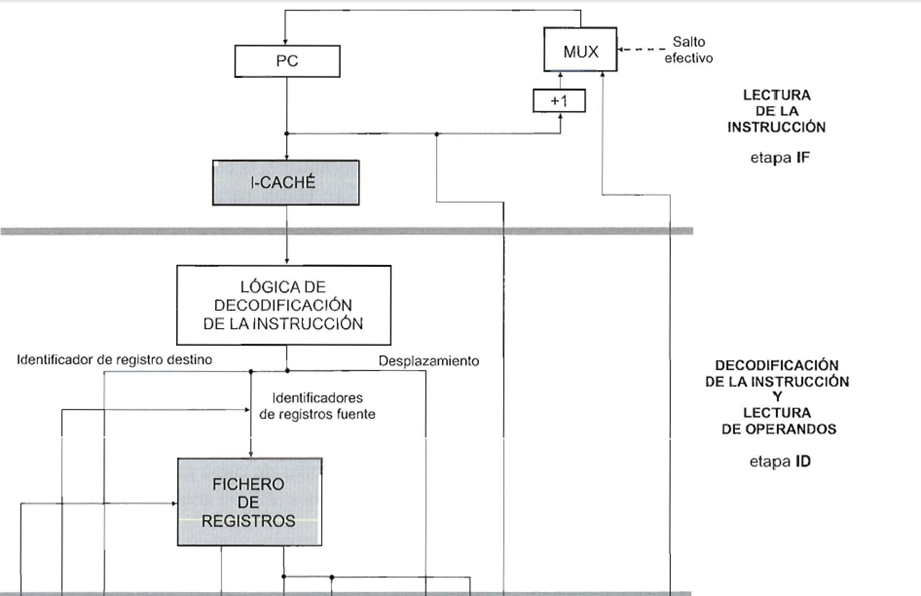 PC
MUX
Salto
efectivo
+1
LECTURA
DE LA
INSTRUCCIÓN
etapa IF
I-CACHÉ
LÓGICA DE
DECODIFICACIÓN
DE LA INSTRUCCIÓN
Identificador de registro destino
Desplazamiento
Identificadores
de registros fuente
DECODIFICACIÓN
DE LA INSTRUCCIÓN
Y
LECTURA
DE OPERANDOS
etapa ID
FICHERO
DE
REGISTROS